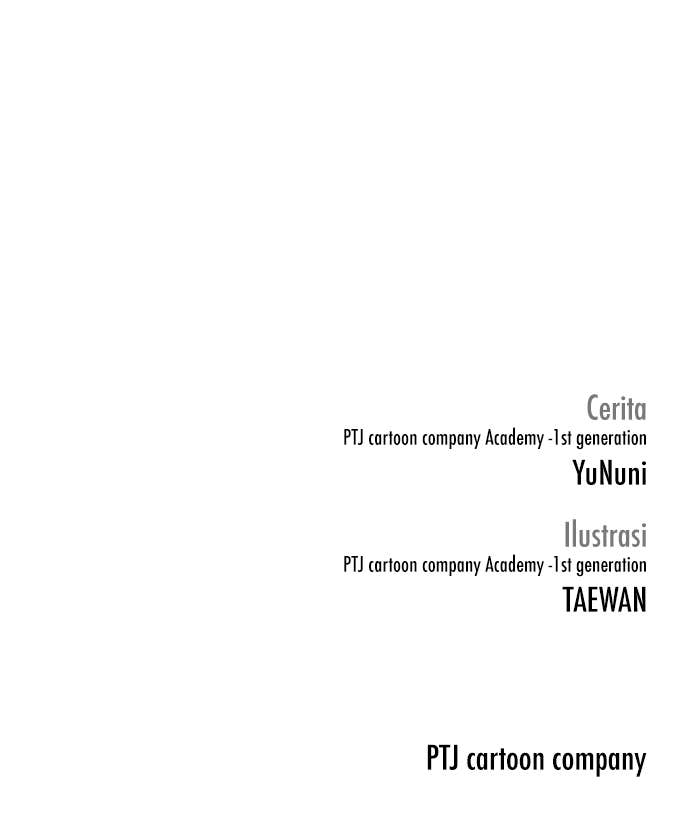 Cerita
PTJ cartoon company Academy -1st generation
YuNuni
Ilustrasi
PTJ cartoon company Academy -1st generation
TAEWAN
PTJ cartoon company